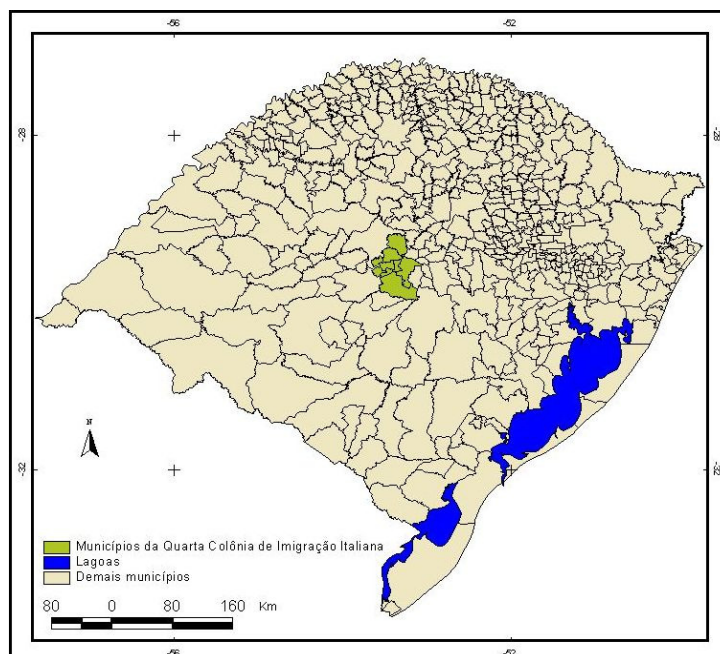 -56 -52
-28 -28
N
-32 -32
Municípios da Quarta Colônia de Imigração Italiana
Lagoas
Demais municípios
80 0 80 160 Km
-56 -52